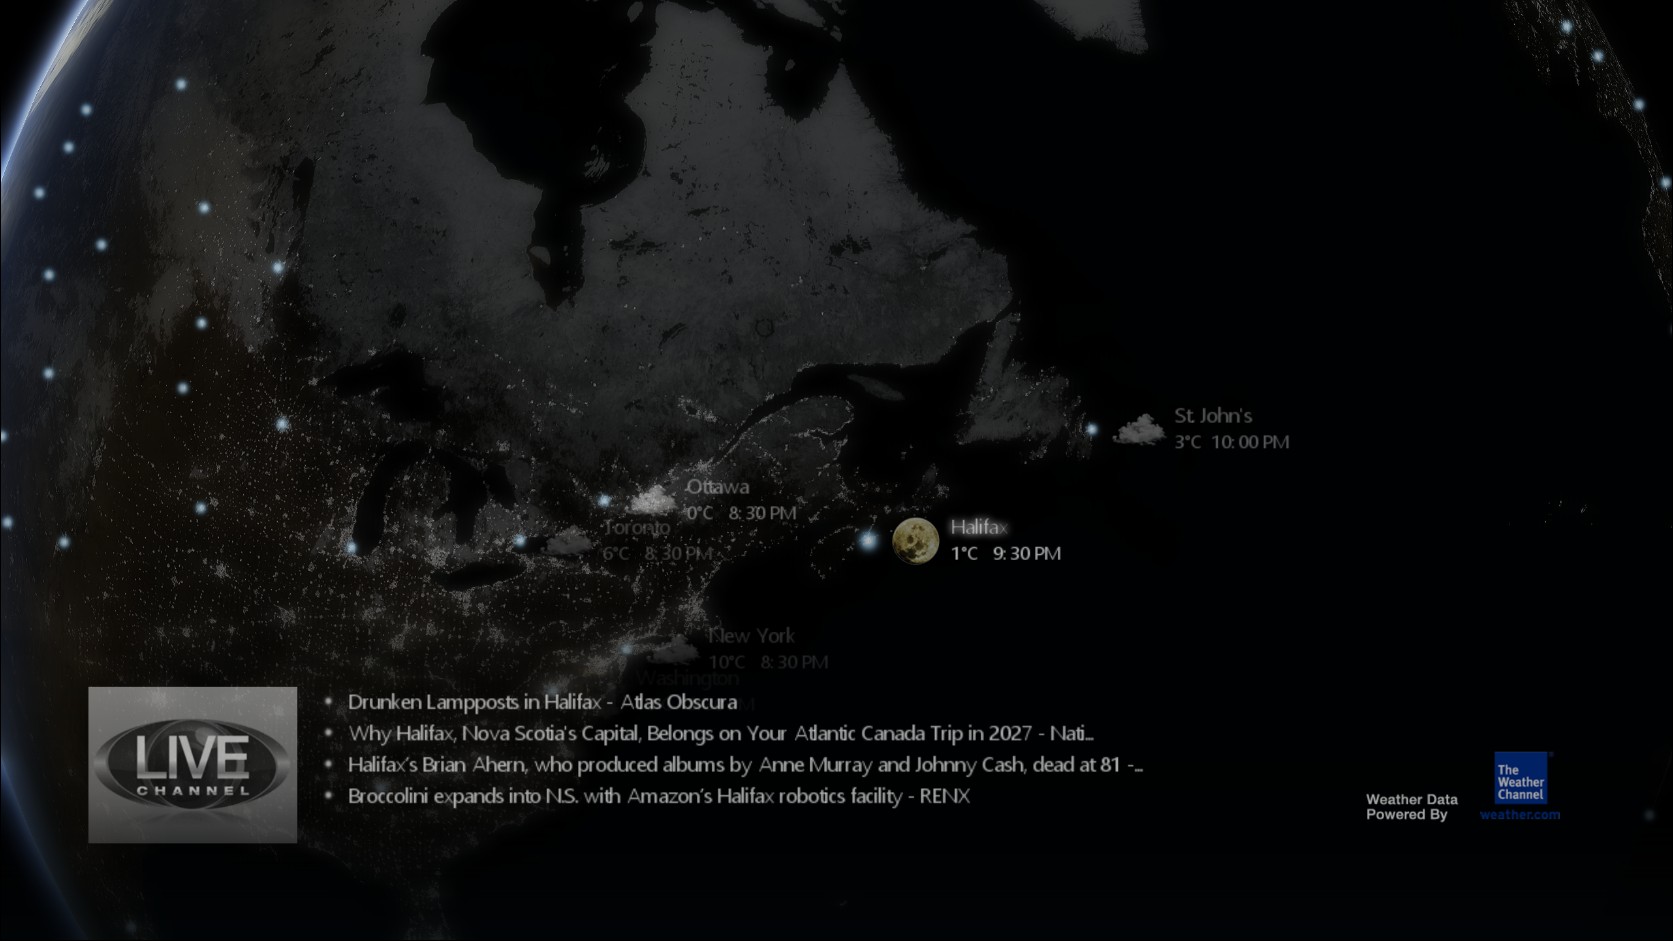 St. John's
3°C 10:00 PM
Ottawa
0°C 8:30 PM
Toronto
6°C 8:30 PM
Halifax
1°C 9:30 PM
New York
10°C 8:30 PM
Washington
• Drunken Lampposts in Halifax - Atlas Obscura
• Why Halifax, Nova Scotia's Capital, Belongs on Your Atlantic Canada Trip in 2027 - Nati...
• Halifax's Brian Ahern, who produced albums by Anne Murray and Johnny Cash, dead at 81 -...
• Broccolini expands into N.S. with Amazon's Halifax robotics facility - RENX
LIVE
CHANNEL
Weather Data
Powered By
The
Weather
Channel
weather.com